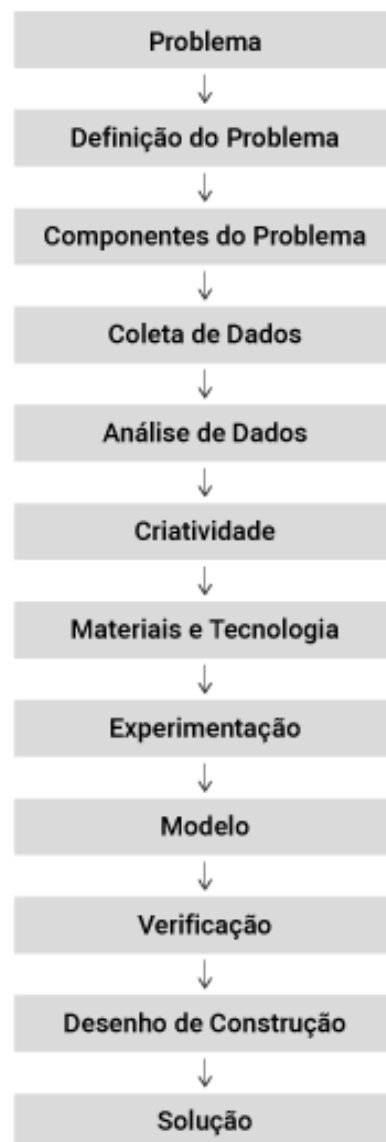 Problema
Definição do Problema
Componentes do Problema
Coleta de Dados
Análise de Dados
Criatividade
Materiais e Tecnologia
Experimentação
Modelo
Verificação
Desenho de Construção
Solução